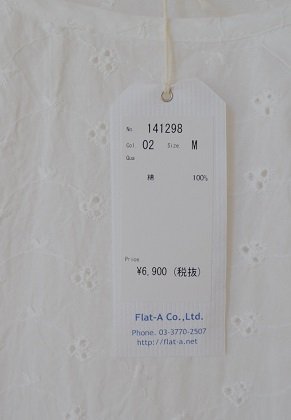 No 141298
Col 02 Size M
Qua
綿 100%
Price
¥6,900 (税抜)
Flat-A Co.,Ltd.
Phone. 03-3770-2507
http://flat-a.net